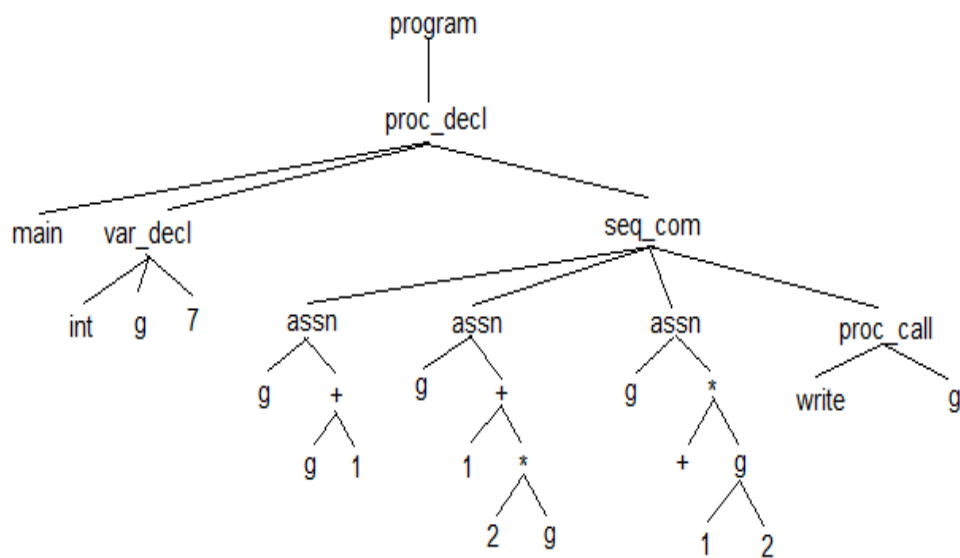 program
proc_decl
main var_decl seq_com
int g 7 assn assn assn proc_call
g + g + g * write g
g 1 1 * + g
2 g 1 2